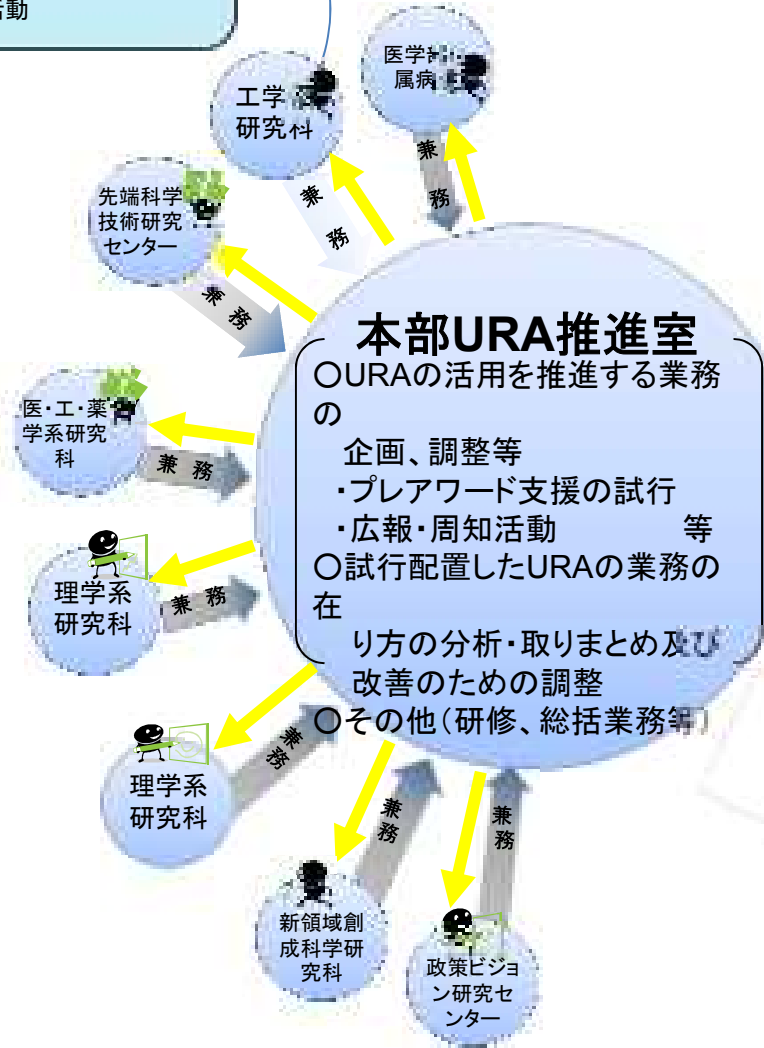 活動
医学部附
属病院
工学系
研究科
兼務
兼務
先端科学
技術研究
センター
兼務
本部URA推進室
○URAの活用を推進する業務
の
企画、調整等
・プレアワード支援の試行
・広報・周知活動 等
○試行配置したURAの業務の
在
り方の分析・取りまとめ及び
改善のための調整
○その他(研修、総括業務等)
医・工・薬
学系研究
科
兼務
理学系
研究科
兼務
理学系
研究科
兼務
新領域創
成科学研
究科
兼務
政策ビジョ
ン研究セ
ンター
兼務